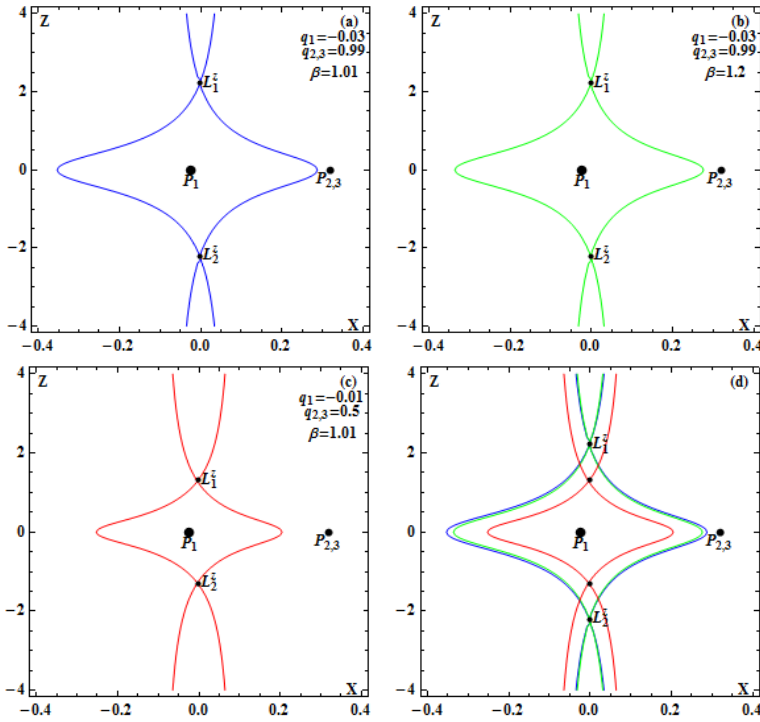 Z (a)
q₁=−0.03
q₂,₃=0.99
β=1.01
L₁ᶻ
P₁
P₂,₃
L₂ᶻ
X
4
2
0
−2
−4
−0.4 −0.2 0.0 0.2 0.4
Z (b)
q₁=−0.03
q₂,₃=0.99
β=1.2
L₁ᶻ
P₁
P₂,₃
L₂ᶻ
X
4
2
0
−2
−4
−0.4 −0.2 0.0 0.2 0.4
Z (c)
q₁=−0.01
q₂,₃=0.5
β=1.01
L₁ᶻ
P₁
P₂,₃
L₂ᶻ
X
4
2
0
−2
−4
−0.4 −0.2 0.0 0.2 0.4
Z (d)
L₁ᶻ
P₁
P₂,₃
L₂ᶻ
X
4
2
0
−2
−4
−0.4 −0.2 0.0 0.2 0.4